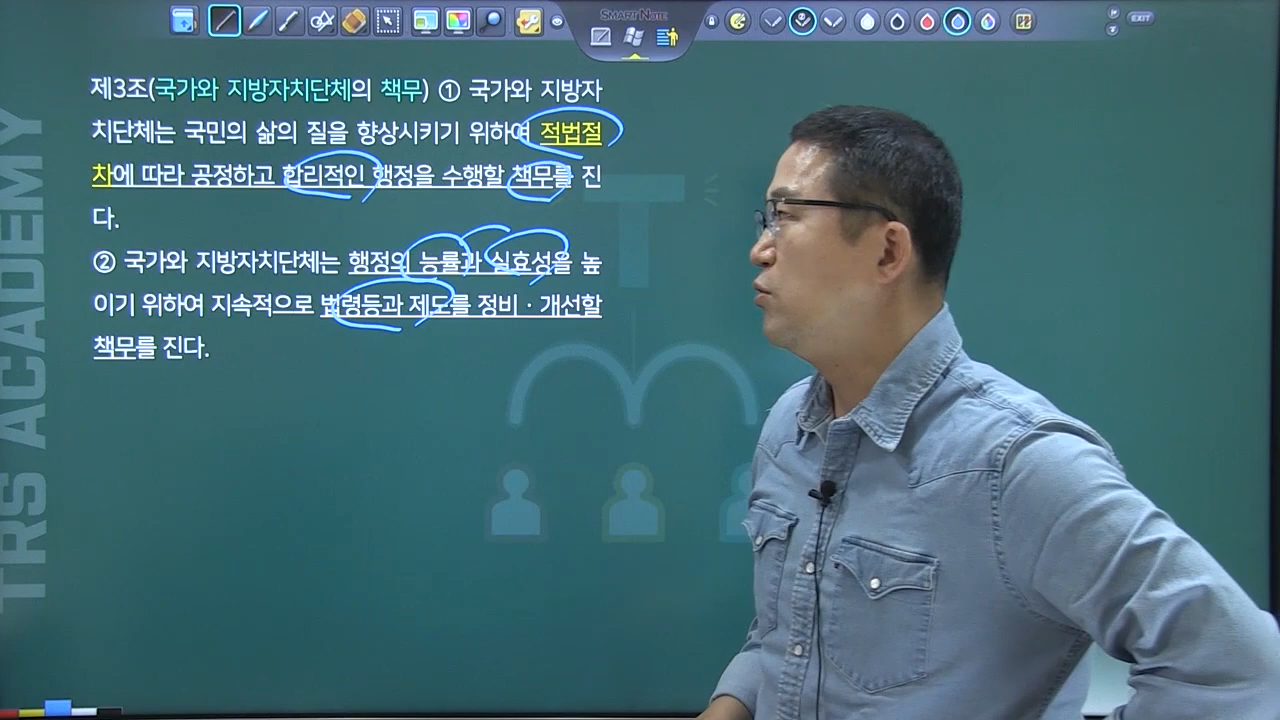 SMART NOTE
EXIT
제3조(국가와 지방자치단체의 책무) ① 국가와 지방자
치단체는 국민의 삶의 질을 향상시키기 위하여 적법절
차에 따라 공정하고 합리적인 행정을 수행할 책무를 진
다.
② 국가와 지방자치단체는 행정의 능률과 실효성을 높
이기 위하여 지속적으로 법령등과 제도를 정비 · 개선할
책무를 진다.
TRS ACADEMY